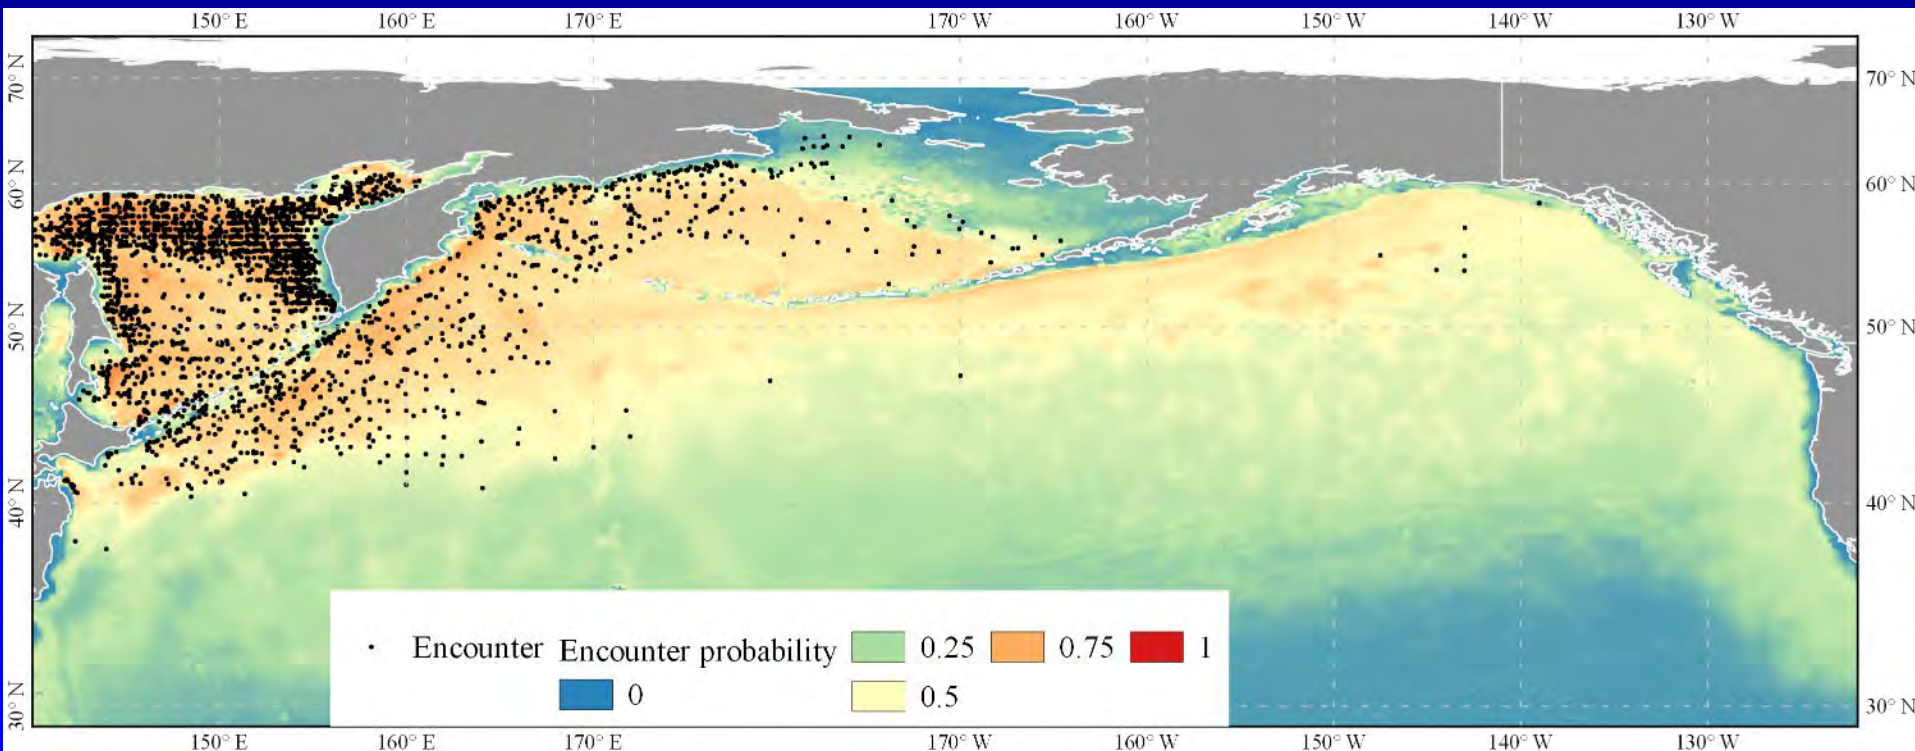 150° E 160° E 170° E 170° W 160° W 150° W 140° W 130° W
70° N 70° N
60° N 60° N
50° N 50° N
40° N 40° N
30° N 30° N
Encounter Encounter probability 0.25 0.75 1
0 0.5
150° E 160° E 170° E 170° W 160° W 150° W 140° W 130° W